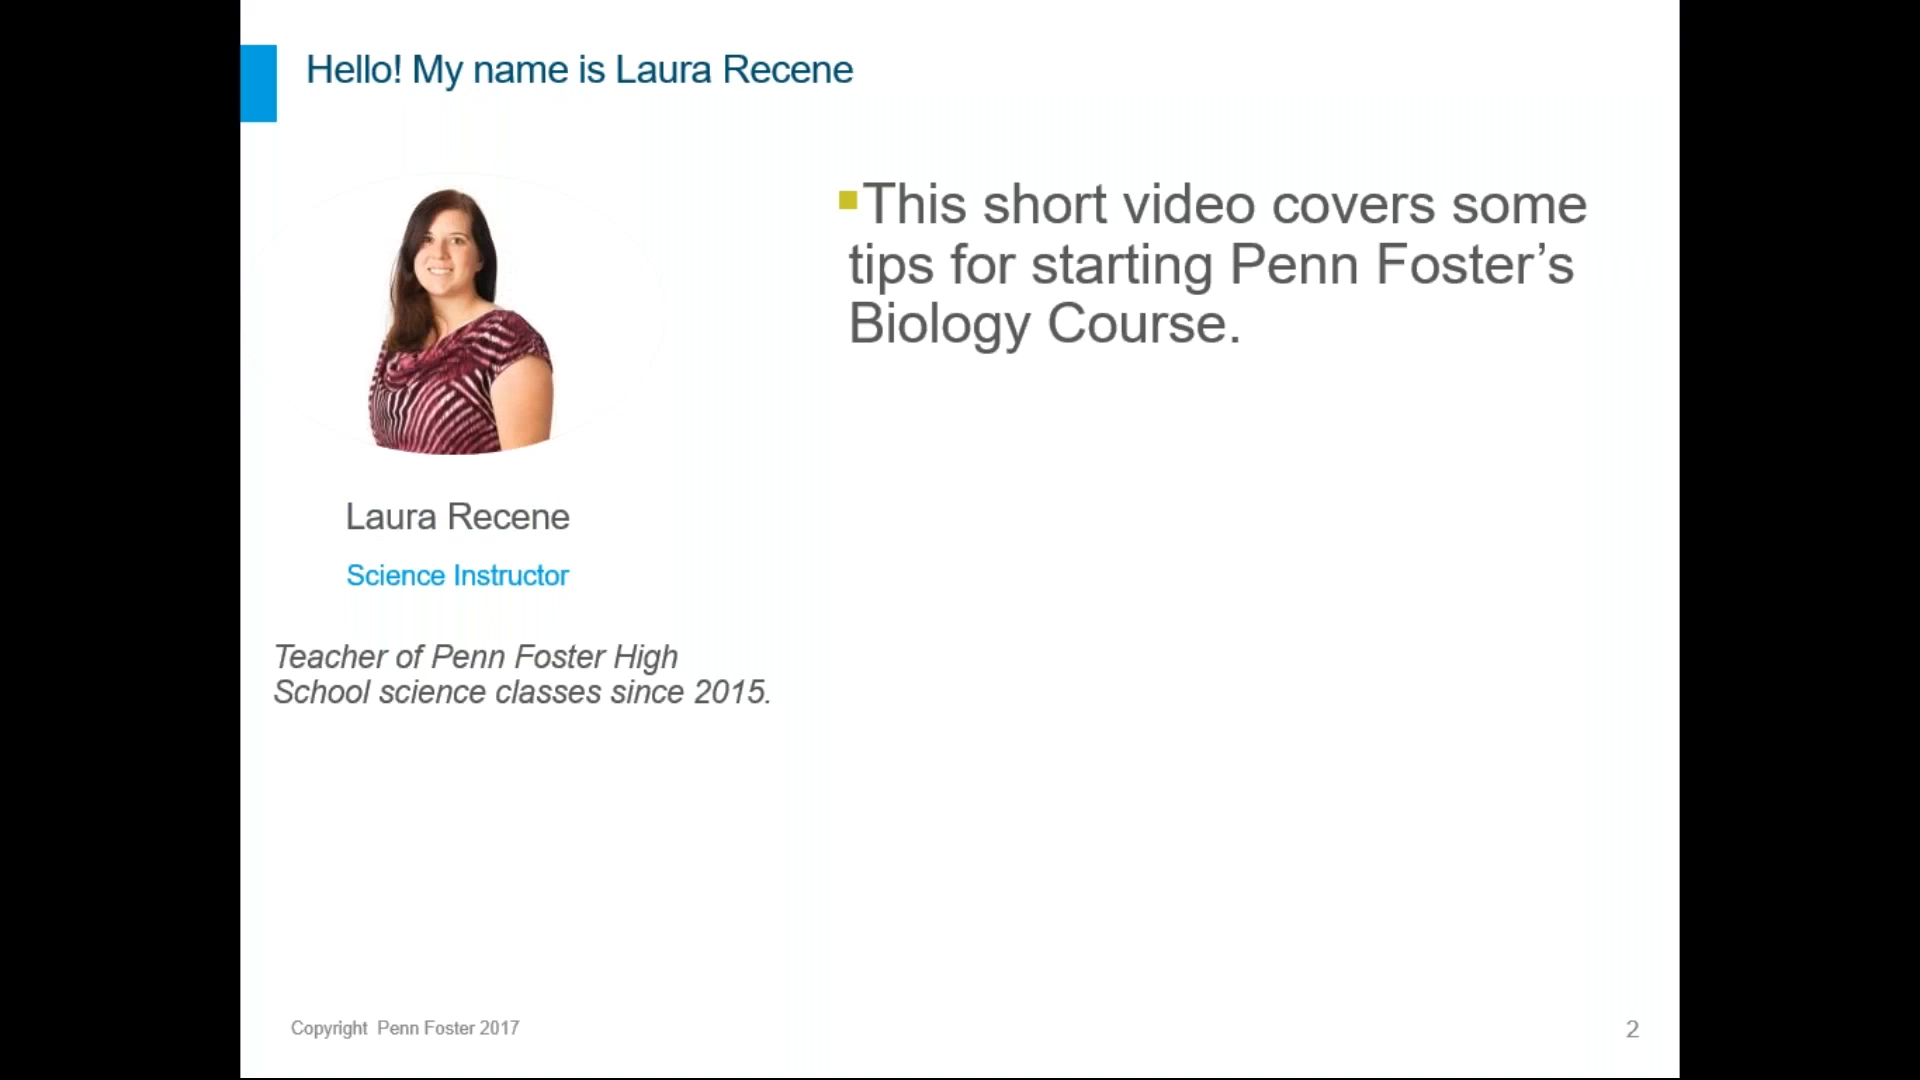 Hello! My name is Laura Recene
This short video covers some
tips for starting Penn Foster’s
Biology Course.
Laura Recene
Science Instructor
Teacher of Penn Foster High
School science classes since 2015.
Copyright  Penn Foster 2017
2